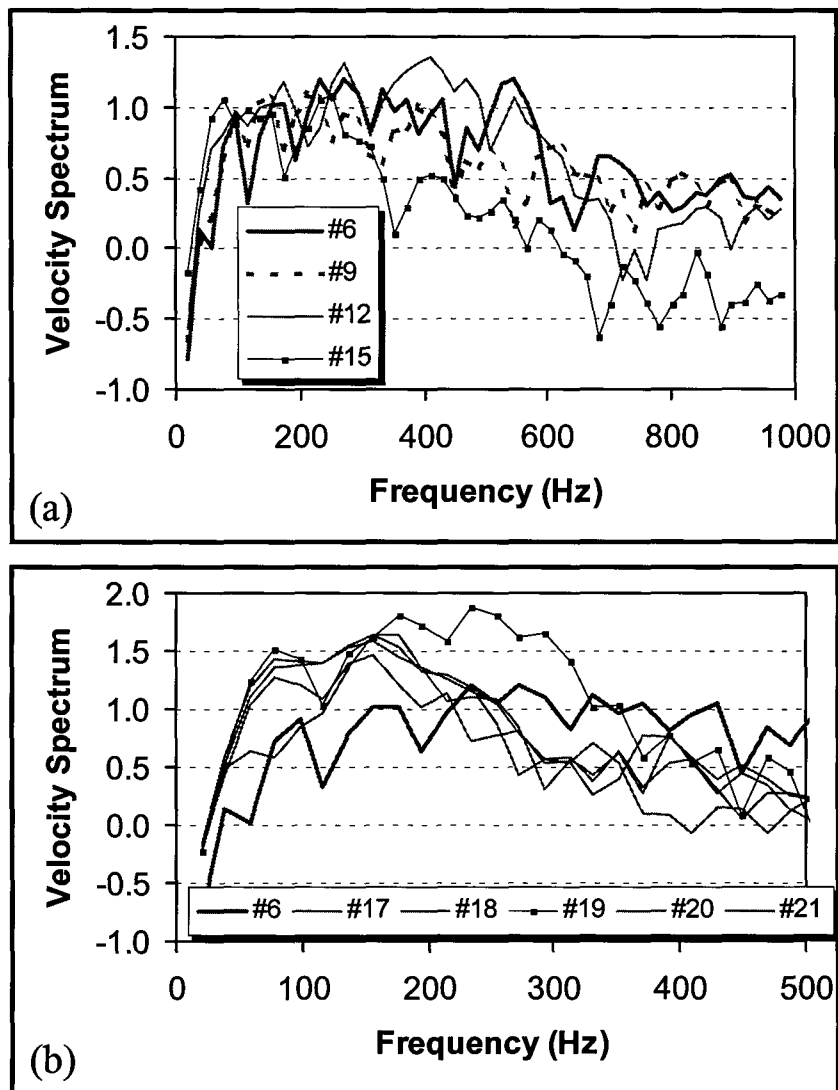 1.5
1.0
0.5
0.0
-0.5
-1.0
Velocity Spectrum
#6
#9
#12
#15
0 200 400 600 800 1000
Frequency (Hz)
(a)
2.0
1.5
1.0
0.5
0.0
-0.5
-1.0
Velocity Spectrum
#6 #17 #18 #19 #20 #21
0 100 200 300 400 500
Frequency (Hz)
(b)